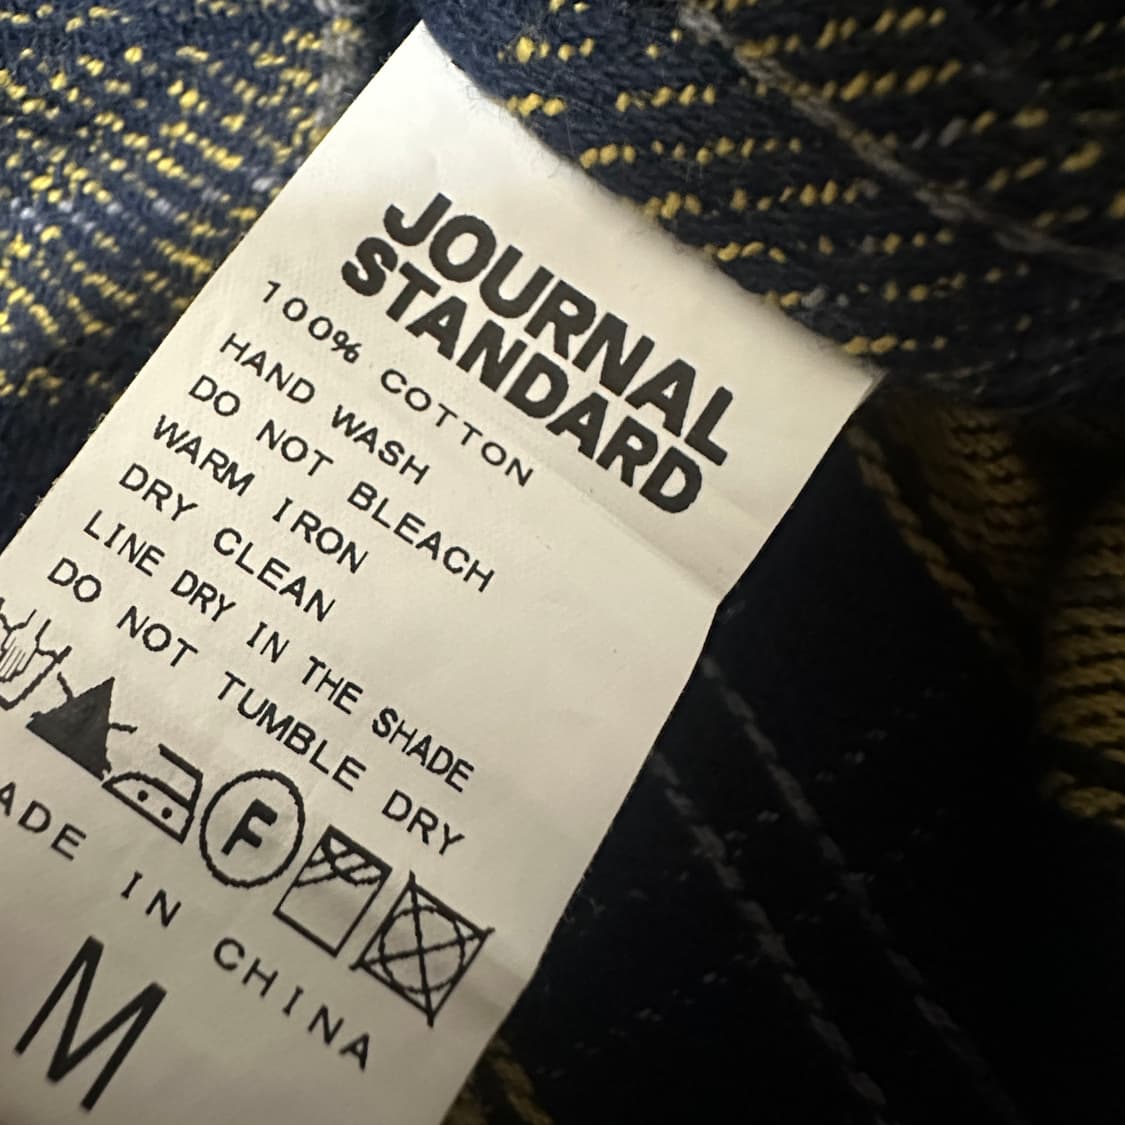 JOURNAL
STANDARD
100% COTTON
HAND WASH
DO NOT BLEACH
WARM IRON
DRY CLEAN
LINE DRY IN THE SHADE
DO NOT TUMBLE DRY
F
ADE IN CHINA
M